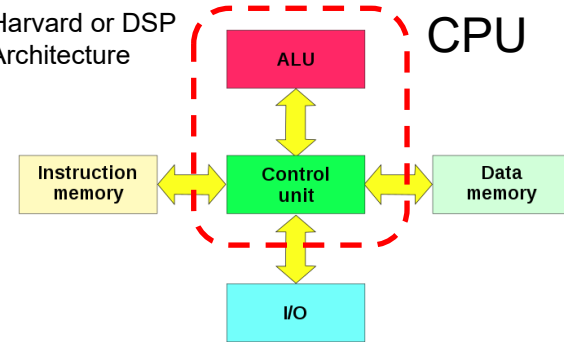 Harvard or DSP
Architecture
CPU
ALU
Instruction
memory
Control
unit
Data
memory
I/O